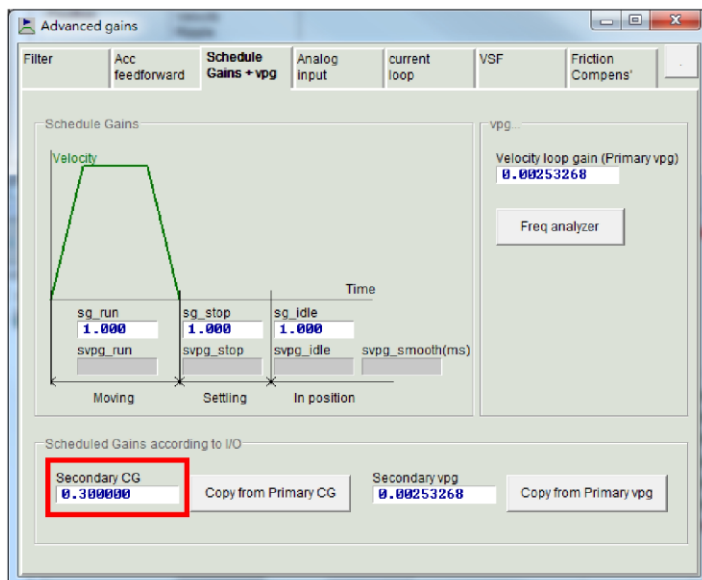 Advanced gains
Filter
Acc feedforward
Schedule Gains + vpg
Analog input
current loop
VSF
Friction Compens'
Schedule Gains
Velocity
Time
sg_run
sg_stop
sg_idle
1.000
1.000
1.000
svpg_run
svpg_stop
svpg_idle
svpg_smooth(ms)
Moving
Settling
In position
vpg...
Velocity loop gain (Primary vpg)
0.00253268
Freq analyzer
Scheduled Gains according to I/O
Secondary CG
0.300000
Copy from Primary CG
Secondary vpg
0.00253268
Copy from Primary vpg